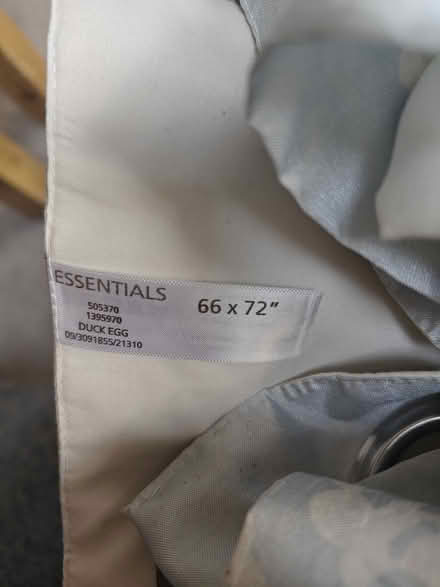 ESSENTIALS
505370
1395970
DUCK EGG
09/3091855/21310
66 x 72"